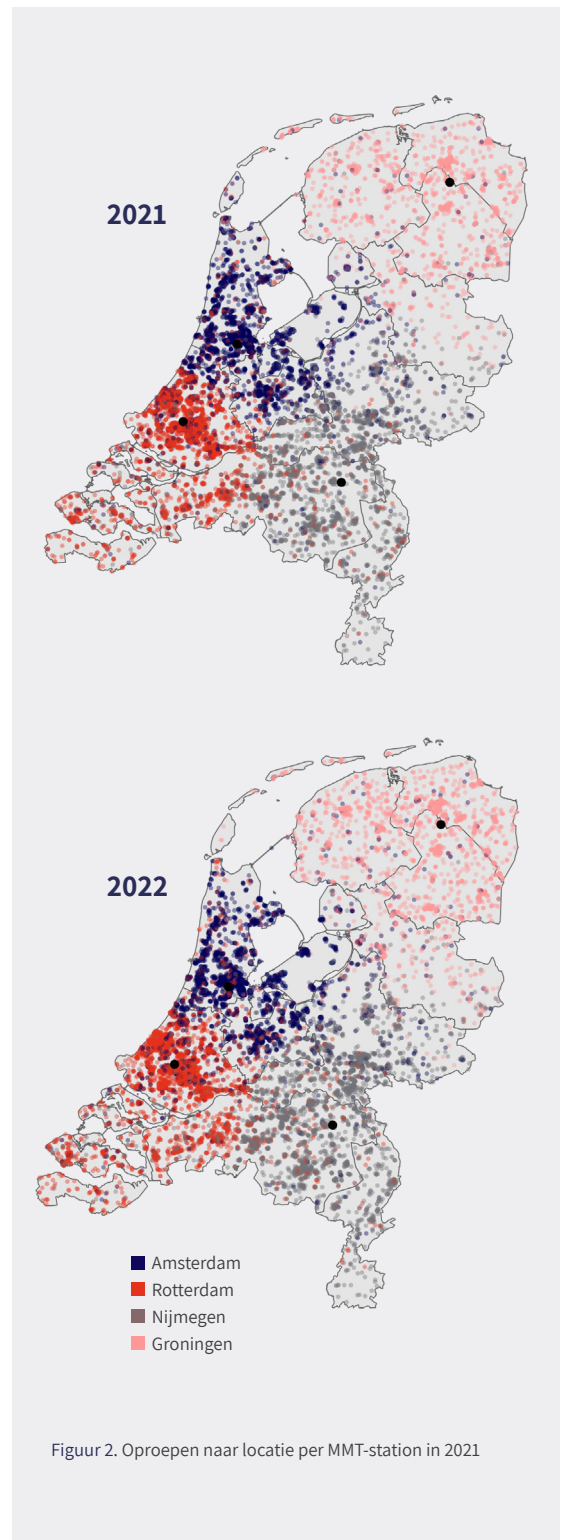 2021
2022
Amsterdam
Rotterdam
Nijmegen
Groningen
Figuur 2. Oproepen naar locatie per MMT-station in 2021